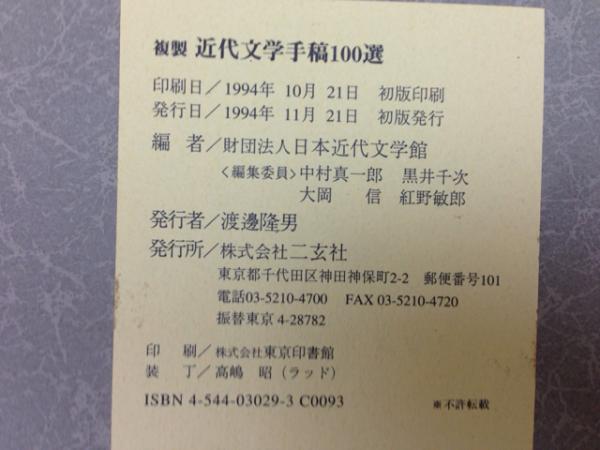 複製 近代文学手稿100選
印刷日／1994年 10月 21日 初版印刷
発行日／1994年 11月 21日 初版発行
編 者／財団法人日本近代文学館
＜編集委員＞中村真一郎 黒井千次
大岡 信 紅野敏郎
発行者／渡邊隆男
発行所／株式会社二玄社
東京都千代田区神田神保町2-2 郵便番号101
電話03-5210-4700 FAX 03-5210-4720
振替東京 4-28782
印 刷／株式会社東京印書館
装 丁／高嶋 昭（ラッド）
ISBN 4-544-03029-3 C0093
※不許転載